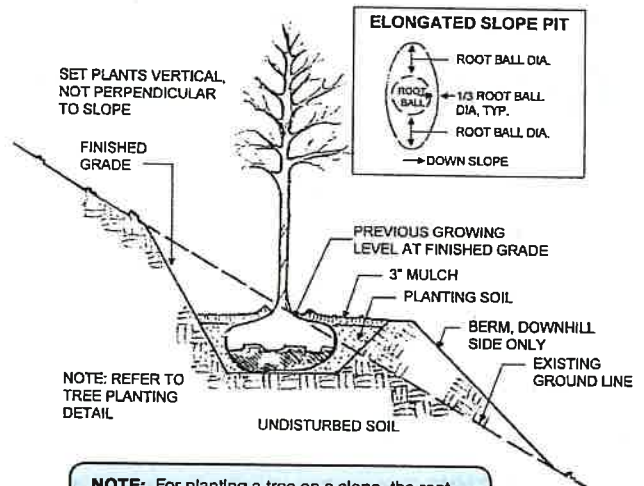 ELONGATED SLOPE PIT
ROOT BALL DIA.
ROOT
BALL
1/3 ROOT BALL
DIA, TYP.
ROOT BALL DIA.
DOWN SLOPE
SET PLANTS VERTICAL,
NOT PERPENDICULAR
TO SLOPE
FINISHED
GRADE
PREVIOUS GROWING
LEVEL AT FINISHED GRADE
3" MULCH
PLANTING SOIL
BERM, DOWNHILL
SIDE ONLY
EXISTING
GROUND LINE
NOTE: REFER TO
TREE PLANTING
DETAIL
UNDISTURBED SOIL
NOTE: For planting a tree on a slope, the root